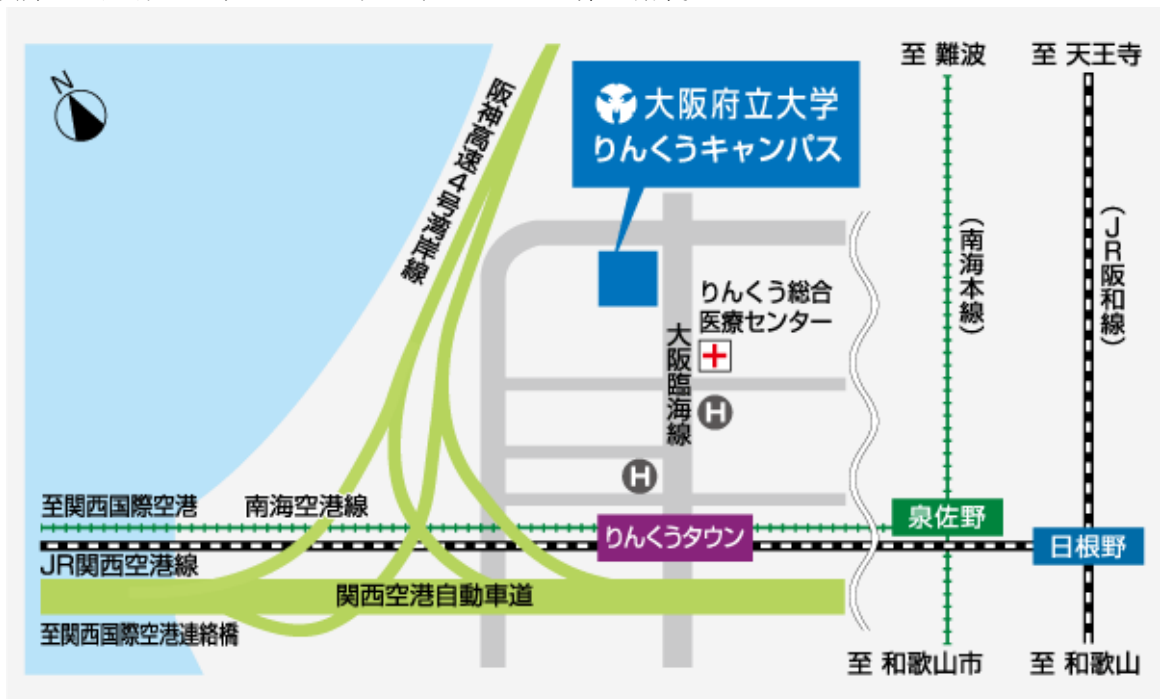 N
至 難波
至 天王寺
大阪府立大学
りんくうキャンパス
阪神高速4号湾岸線
(南海本線)
(JR阪和線)
りんくう総合
医療センター
大阪臨海線
H
H
至関西国際空港
南海空港線
りんくうタウン
泉佐野
日根野
JR関西空港線
関西空港自動車道
至関西国際空港連絡橋
至 和歌山市
至 和歌山